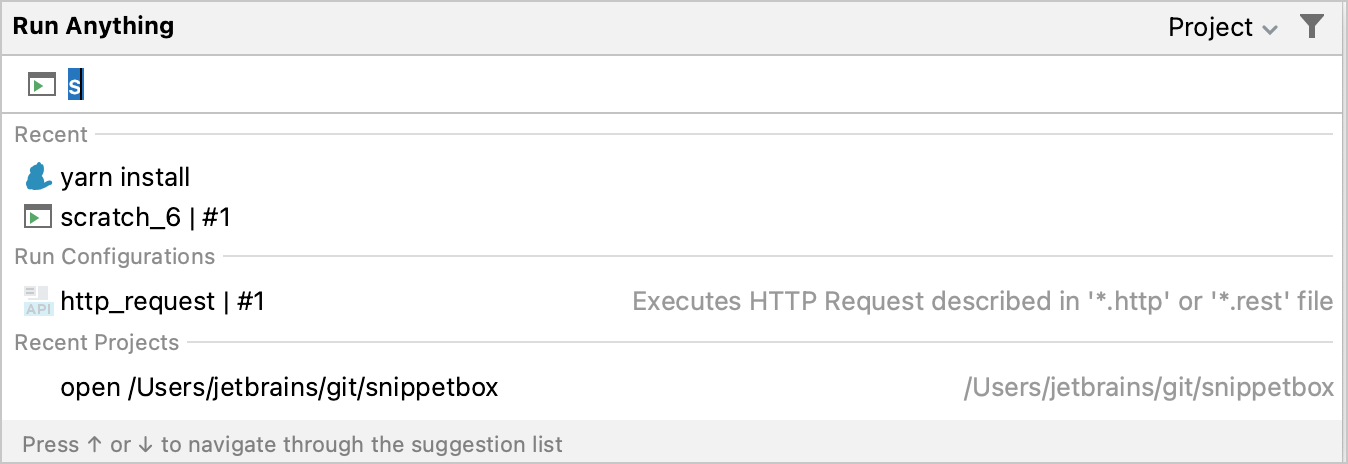 Run Anything Project
s
Recent
yarn install
scratch_6 | #1
Run Configurations
API http_request | #1 Executes HTTP Request described in '*.http' or '*.rest' file
Recent Projects
open /Users/jetbrains/git/snippetbox /Users/jetbrains/git/snippetbox
Press ↑ or ↓ to navigate through the suggestion list